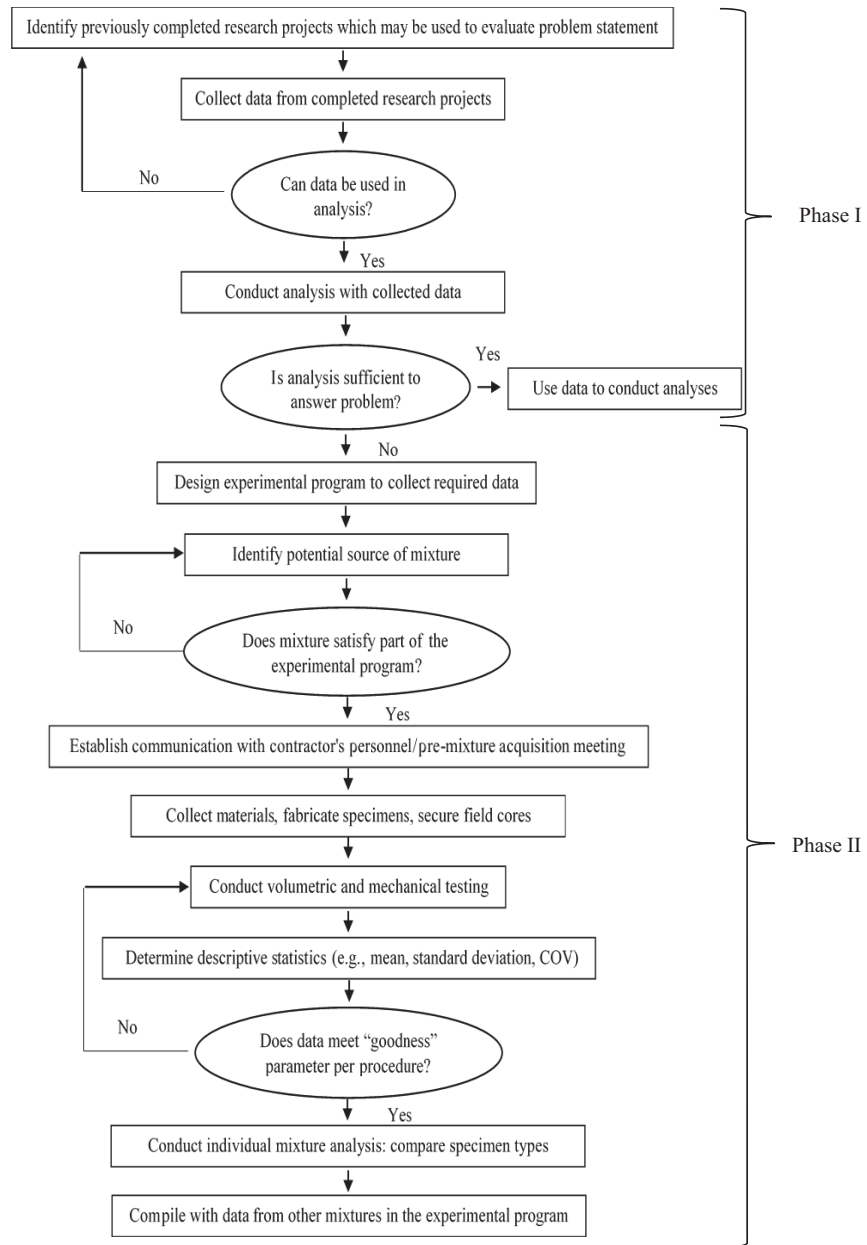 Identify previously completed research projects which may be used to evaluate problem statement
Collect data from completed research projects
No
Can data be used in
analysis?
Phase I
Yes
Conduct analysis with collected data
Yes
Is analysis sufficient to
answer problem?
Use data to conduct analyses
No
Design experimental program to collect required data
Identify potential source of mixture
No
Does mixture satisfy part of the
experimental program?
Yes
Establish communication with contractor's personnel/pre-mixture acquisition meeting
Collect materials, fabricate specimens, secure field cores
Phase II
Conduct volumetric and mechanical testing
Determine descriptive statistics (e.g., mean, standard deviation, COV)
No
Does data meet “goodness”
parameter per procedure?
Yes
Conduct individual mixture analysis: compare specimen types
Compile with data from other mixtures in the experimental program